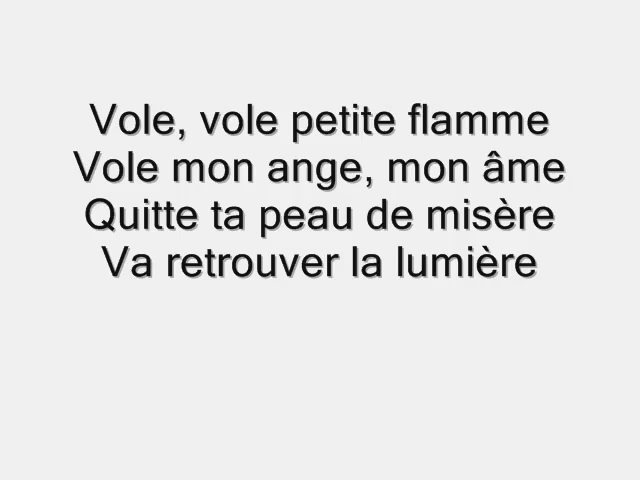 Vole, vole petite flamme
Vole mon ange, mon âme
Quitte ta peau de misère
Va retrouver la lumière